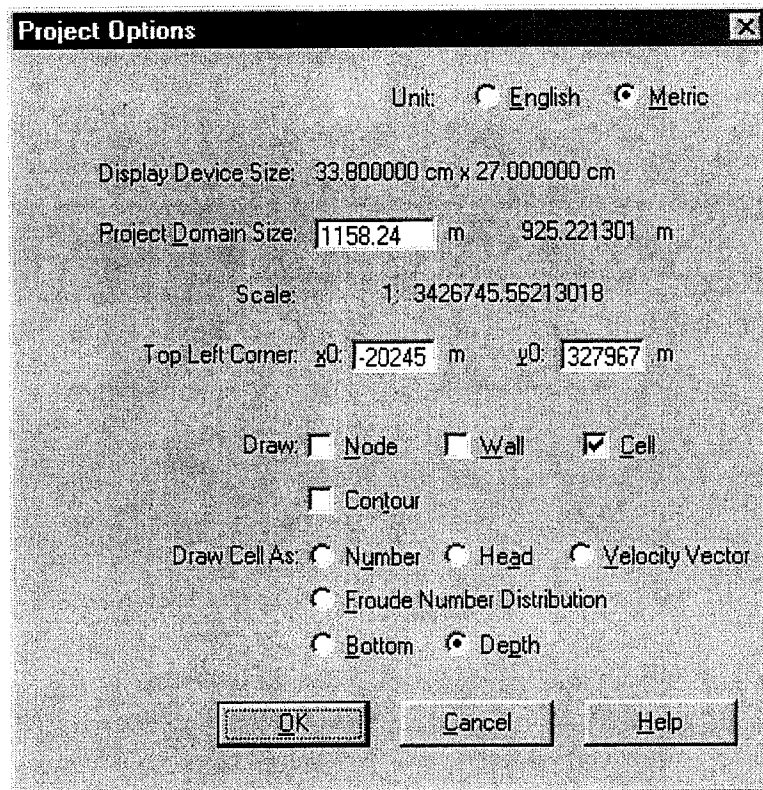 Project Options
Unit: English Metric
Display Device Size: 33.800000 cm x 27.000000 cm
Project Domain Size: 1158.24 m 925.221301 m
Scale: 1: 3426745.56213018
Top Left Corner: x0: -20245 m y0: 327967 m
Draw: Node Wall Cell
Contour
Draw Cell As: Number Head Velocity Vector
Froude Number Distribution
Bottom Depth
OK Cancel Help